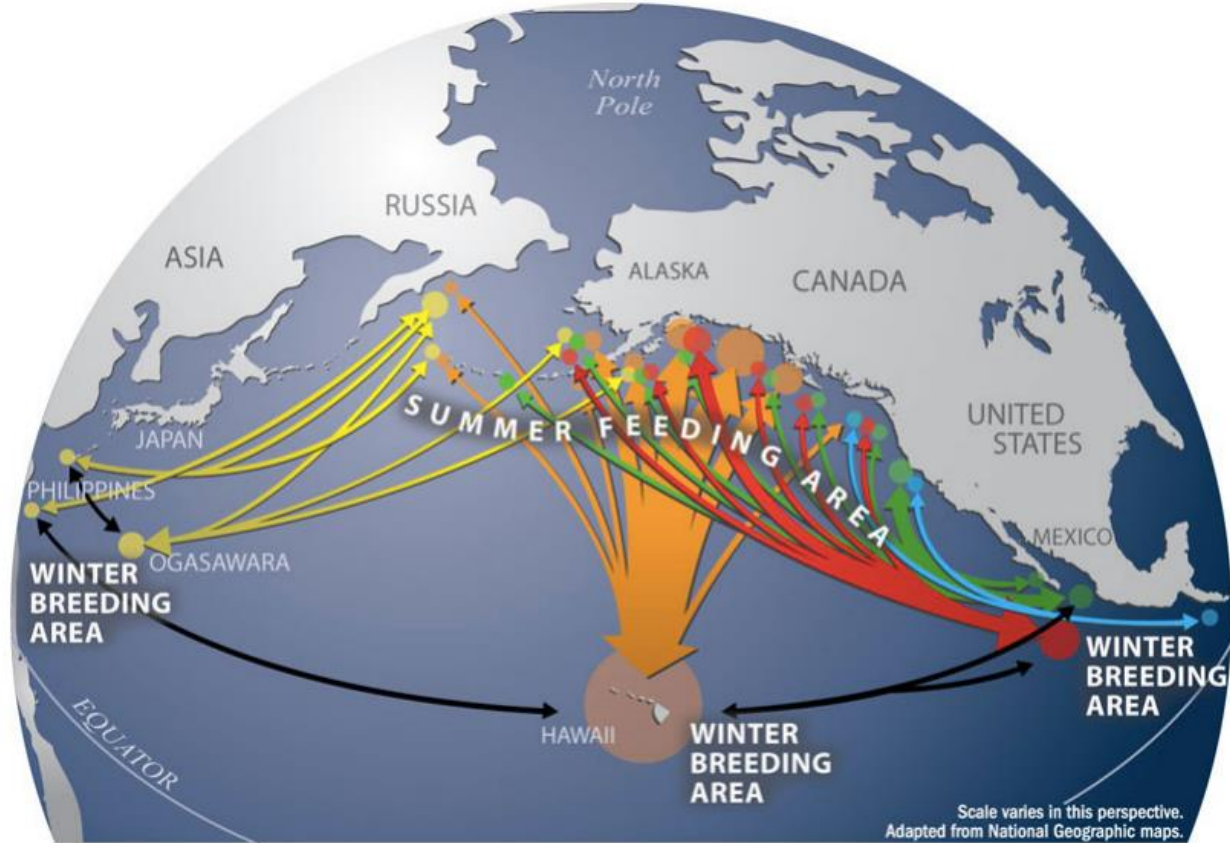 North
Pole
RUSSIA
ASIA
ALASKA
CANADA
JAPAN
UNITED
STATES
SUMMER FEEDING AREA
PHILIPPINES
MEXICO
OGASAWARA
WINTER
BREEDING
AREA
WINTER
BREEDING
AREA
HAWAII
WINTER
BREEDING
AREA
EQUATOR
Scale varies in this perspective.
Adapted from National Geographic maps.